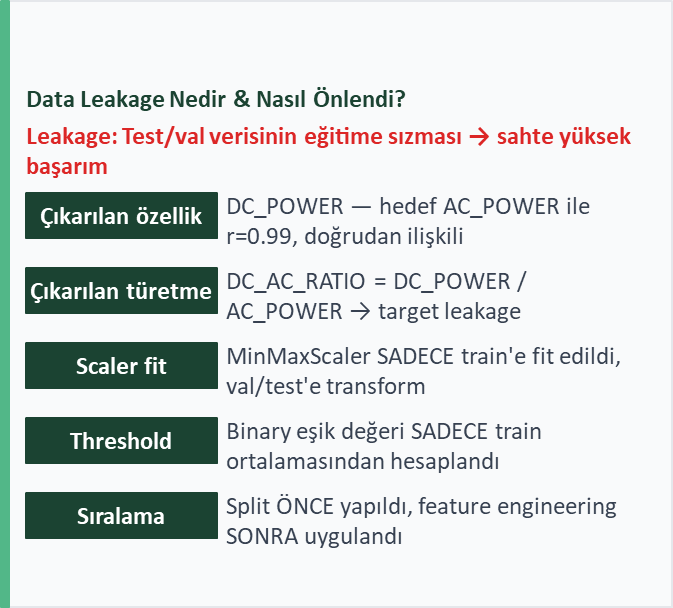 Data Leakage Nedir & Nasıl Önlendi?
Leakage: Test/val verisinin eğitime sızması → sahte yüksek
başarım
Çıkarılan özellik
DC_POWER — hedef AC_POWER ile
r=0.99, doğrudan ilişkili
Çıkarılan türetme
DC_AC_RATIO = DC_POWER /
AC_POWER → target leakage
Scaler fit
MinMaxScaler SADECE train'e fit edildi,
val/test'e transform
Threshold
Binary eşik değeri SADECE train
ortalamasından hesaplandı
Sıralama
Split ÖNCE yapıldı, feature engineering
SONRA uygulandı